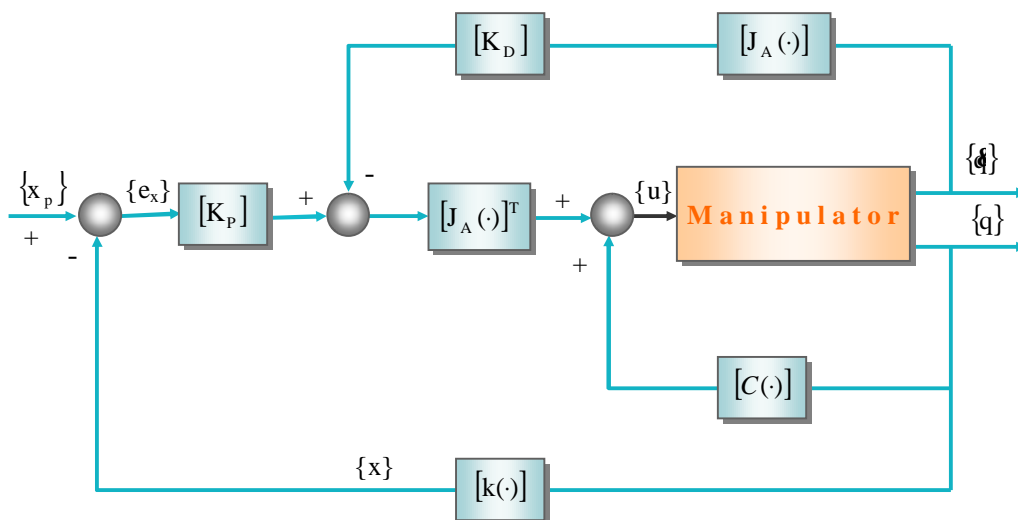 [K_D]
[J_A(·)]
{x_p}
+
-
{e_x}
[K_P]
+
-
[J_A(·)]^T
+
+
{u}
Manipulator
{q}
[C(·)]
{x}
[k(·)]